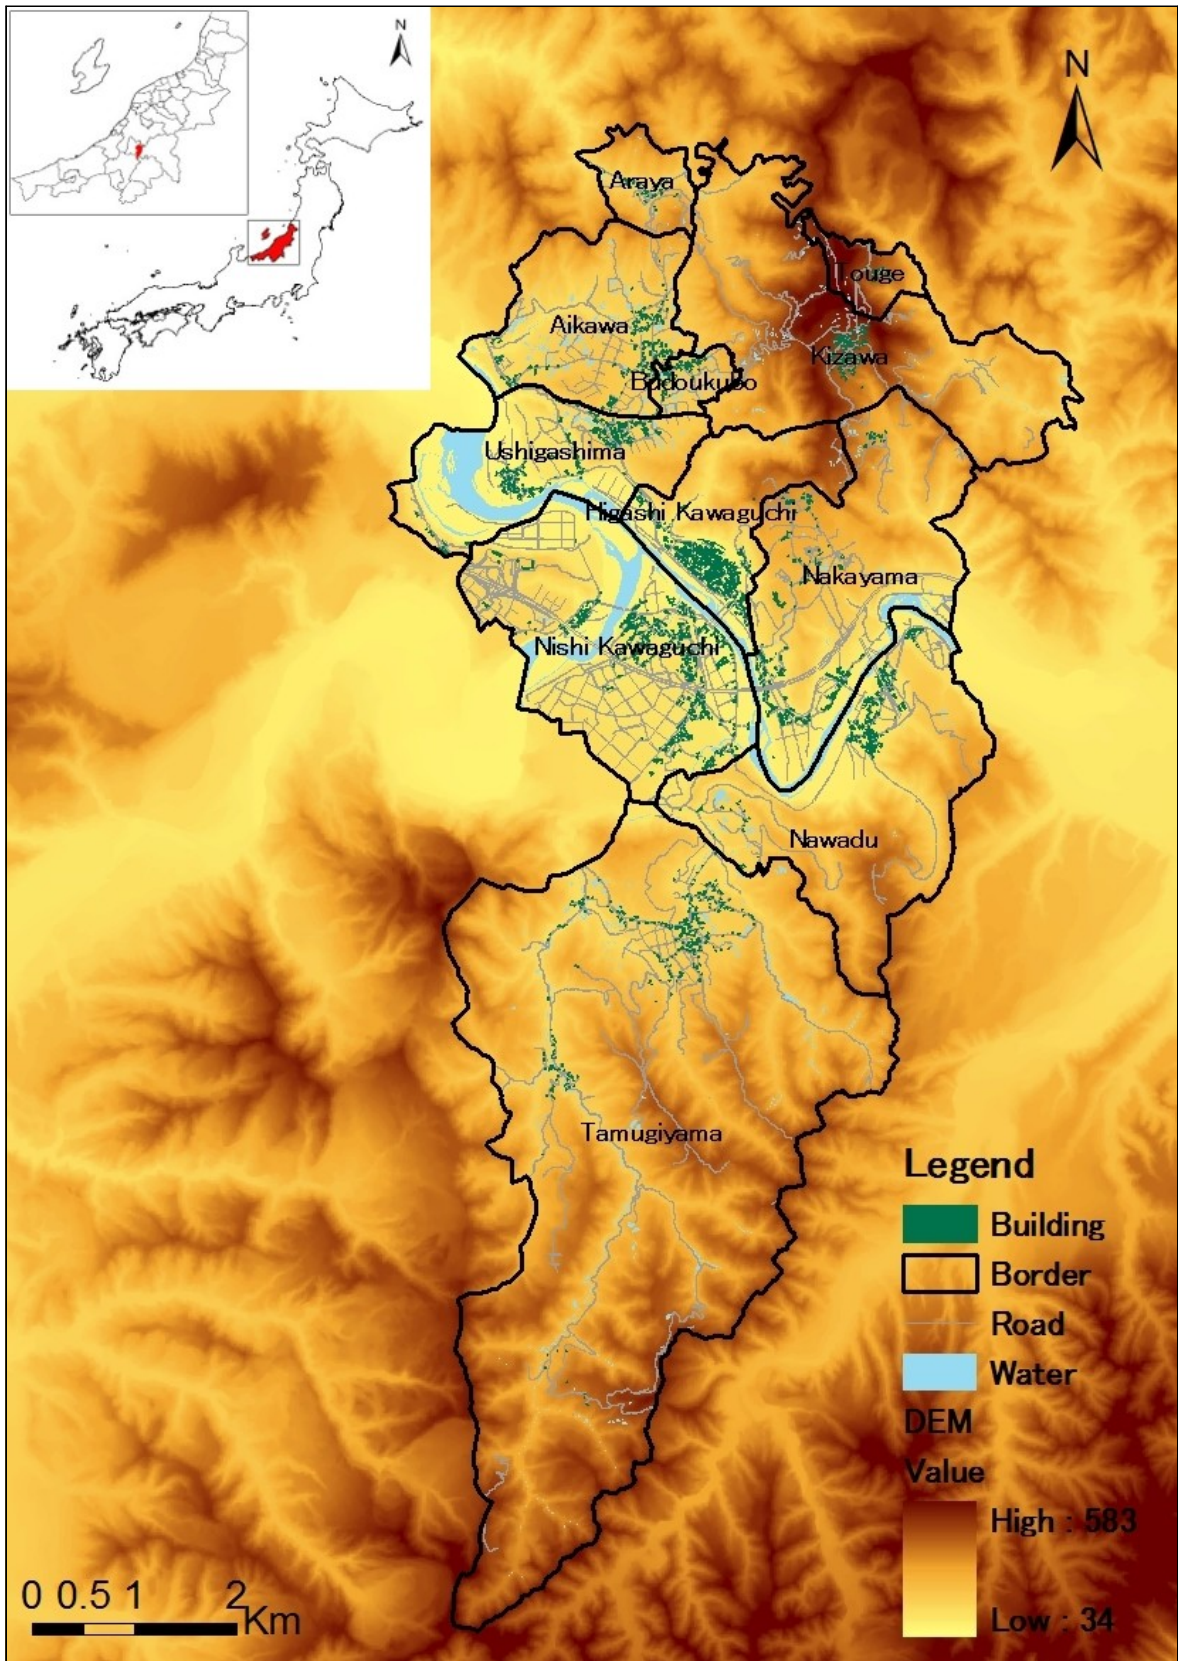 N
N
Araya
Touge
Aikawa
Kizawa
Budoukubo
Ushigashima
Higashi Kawaguchi
Nakayama
Nishi Kawaguchi
Nawadu
Tamugiyama
Legend
Building
Border
Road
Water
DEM
Value
High : 583
Low : 34
0 0.5 1 2
Km